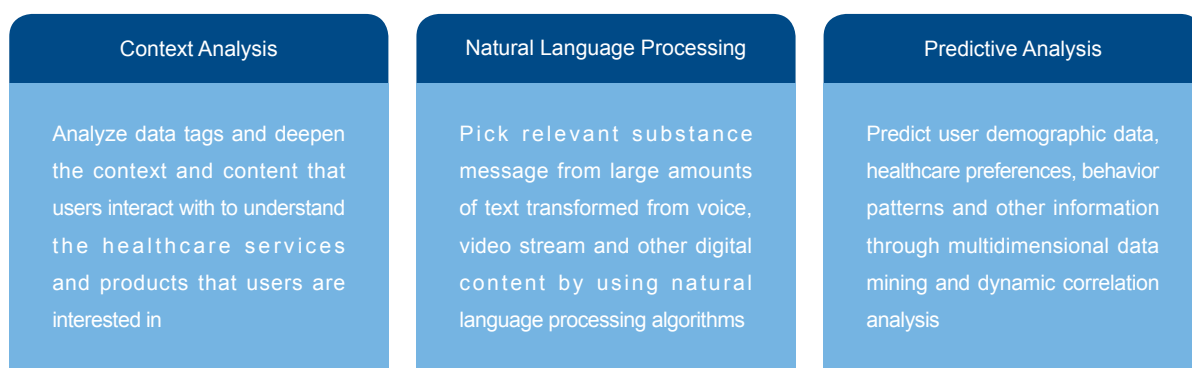 Context Analysis
Analyze data tags and deepen
the context and content that
users interact with to understand
the healthcare services
and products that users are
interested in
Natural Language Processing
Pick relevant substance
message from large amounts
of text transformed from voice,
video stream and other digital
content by using natural
language processing algorithms
Predictive Analysis
Predict user demographic data,
healthcare preferences, behavior
patterns and other information
through multidimensional data
mining and dynamic correlation
analysis